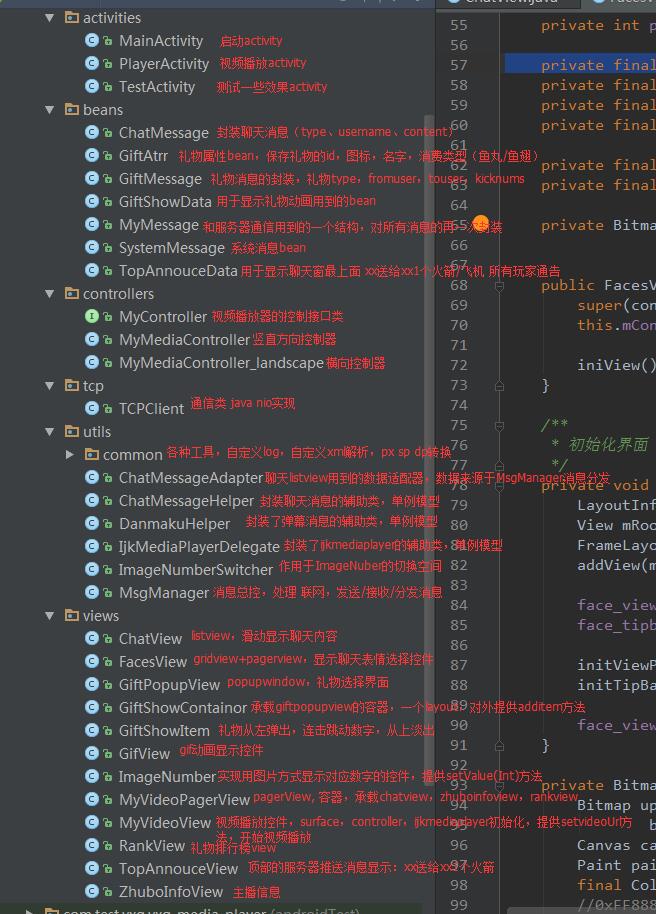 ChatView.java
activities
MainActivity 启动activity
PlayerActivity 视频播放activity
TestActivity 测试一些效果activity
beans
ChatMessage 封装聊天消息（type、username、content）
GiftAtrr 礼物属性bean，保存礼物的id，图标，名字，消费类型（鱼丸/鱼翅）
GiftMessage 礼物消息的封装，礼物type，fromuser，touser，kicknums
GiftShowData 用于显示礼物动画用到的bean
MyMessage 和服务器通信用到的一个结构，对所有消息的再一次封装
SystemMessage 系统消息bean
TopAnnouceData 用于显示聊天窗最上面 xx送给xx1个火箭/飞机 所有玩家通告
controllers
MyController 视频播放器的控制接口类
MyMediaController 竖直方向控制器
MyMediaController_landscape 横向控制器
tcp
TCPClient 通信类 java nio实现
utils
common 各种工具，自定义log，自定义xml解析，px sp dp转换
ChatMessageAdapter 聊天listview用到的数据适配器，数据来源于MsgManager消息分发
ChatMessageHelper 封装聊天消息的辅助类，单例模型
DanmakuHelper 封装了弹幕消息的辅助类，单例模型
IjkMediaPlayerDelegate 封装了ijkmediaplayer的辅助类，单例模型
ImageNumberSwitcher 作用于ImageNuber的切换空间
MsgManager 消息总控，处理 联网，发送/接收/分发消息
views
ChatView listview，滑动显示聊天内容
FacesView gridview+pagerview，显示聊天表情选择控件
GiftPopupView popupwindow，礼物选择界面
GiftShowContainor 承载giftpopupview的容器，一个layout，对外提供additem方法
GiftShowItem 礼物从左弹出，连击跳动数字，从上淡出
GifView gif动画显示控件
ImageNumber 实现用图片方式显示对应数字的控件，提供setValue(Int)方法
MyVideoPagerView pagerView, 容器，承载chatview，zhuboinfoview，rankview
MyVideoView 视频播放控件，surface，controller，ijkmediaplayer初始化，提供setvideoUrl方
法，开始视频播放
RankView 礼物排行榜view
TopAnnouceView 顶部的服务器推送消息显示：xx送给xx1个火箭
ZhuboInfoView 主播信息
55 private int p
56
57 private final
58 private final
59 private final
60 private final
61
62 private final
63 private final
64
65 private Bitmap
66
67
68 public FacesV
69 super(con
70 this.mCon
71
72 iniView()
73 }
74
75 /**
76 * 初始化界面
77 */
78 private void
79 LayoutInf
80 View mRoo
81 FrameLayo
82 addView(m
83
84 face_view
85 face_tipb
86
87 initViewP
88 initTipBa
89
90 face_view
91 }
92
93 private Bitmap
94 Bitmap up
95 b
96 Canvas ca
97 Paint pai
98 final Col
99 //0xFF888